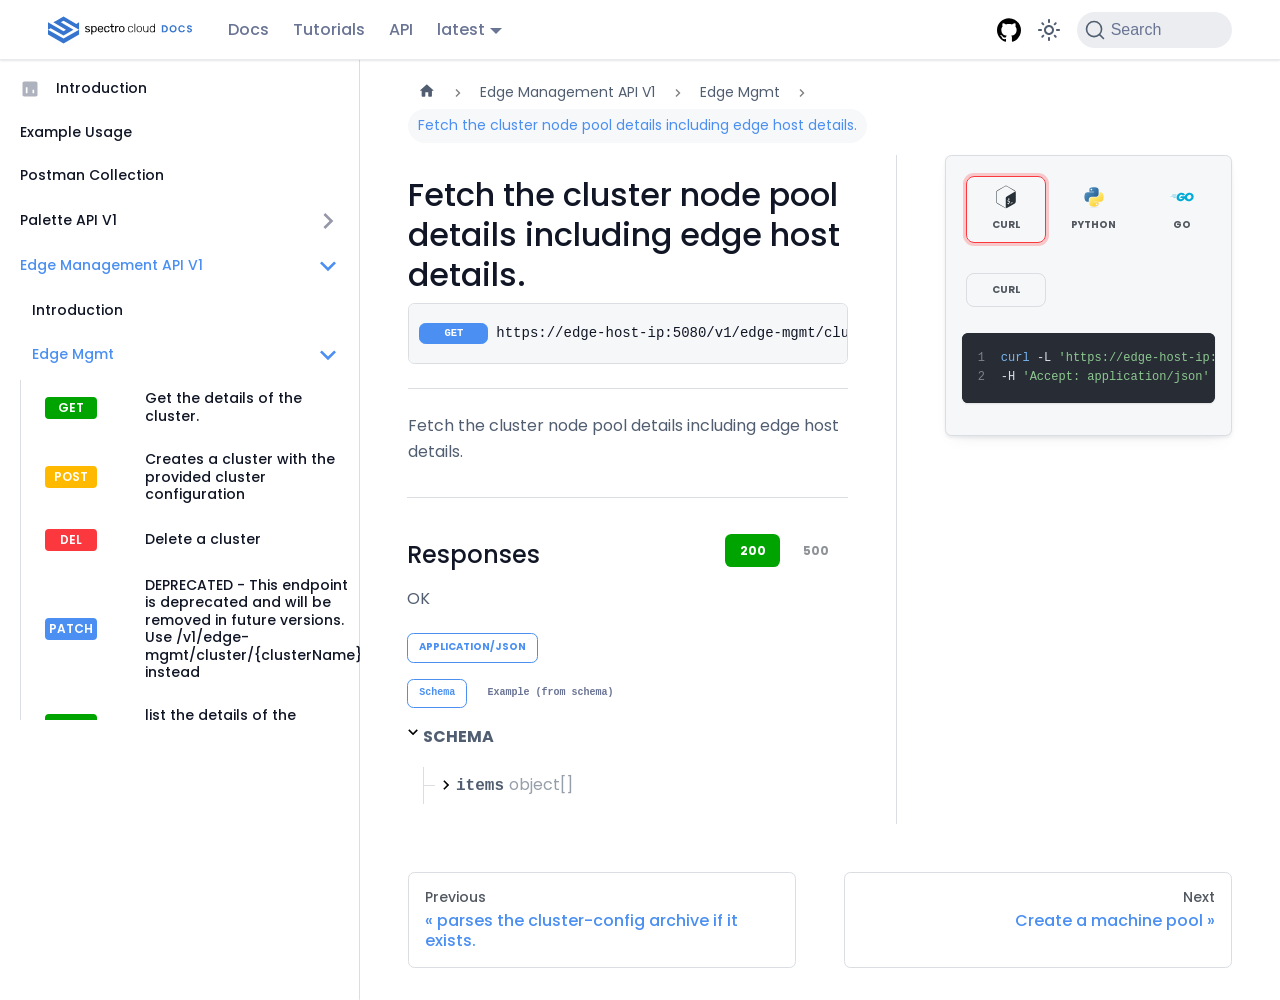 spectro cloud DOCS
Docs
Tutorials
API
latest
Search
Introduction
Example Usage
Postman Collection
Palette API V1
Edge Management API V1
Introduction
Edge Mgmt
GET
Get the details of the
cluster.
POST
Creates a cluster with the
provided cluster
configuration
DEL
Delete a cluster
PATCH
DEPRECATED - This endpoint
is deprecated and will be
removed in future versions.
Use /v1/edge-
mgmt/cluster/{clusterName}
instead
list the details of the
Edge Management API V1
Edge Mgmt
Fetch the cluster node pool details including edge host details.
Fetch the cluster node pool
details including edge host
details.
GET
https://edge-host-ip:5080/v1/edge-mgmt/clu
Fetch the cluster node pool details including edge host
details.
Responses
200
500
OK
APPLICATION/JSON
Schema
Example (from schema)
SCHEMA
items object[]
CURL
PYTHON
GO
CURL
1 curl -L 'https://edge-host-ip:
2 -H 'Accept: application/json'
Previous
« parses the cluster-config archive if it
exists.
Next
Create a machine pool »